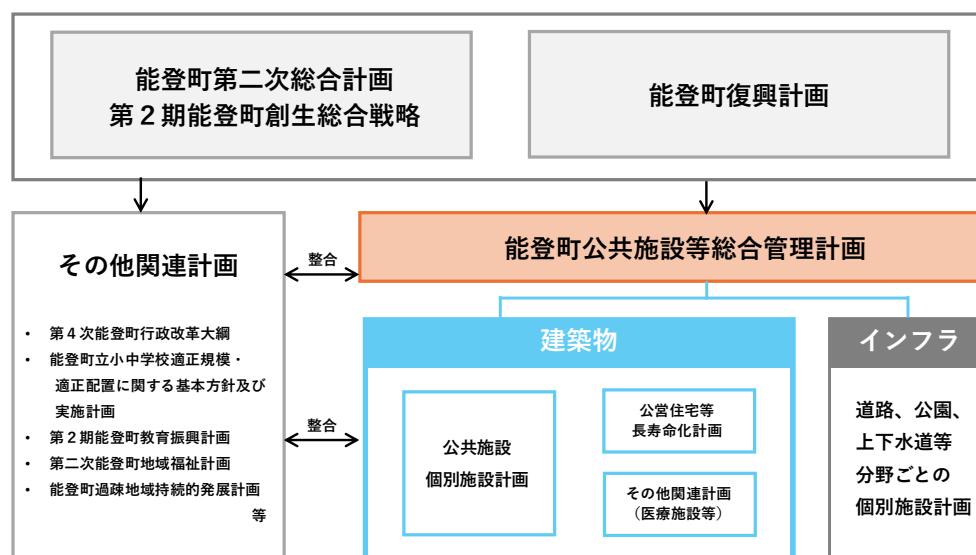 能登町第二次総合計画
第２期能登町創生総合戦略
能登町復興計画
その他関連計画
・ 第４次能登町行政改革大綱
・ 能登町立小中学校適正規模・
適正配置に関する基本方針及び
実施計画
・ 第２期能登町教育振興計画
・ 第二次能登町地域福祉計画
・ 能登町過疎地域持続的発展計画
等
整合
整合
能登町公共施設等総合管理計画
建築物
公共施設
個別施設計画
公営住宅等
長寿命化計画
その他関連計画
（医療施設等）
インフラ
道路、公園、
上下水道等
分野ごとの
個別施設計画